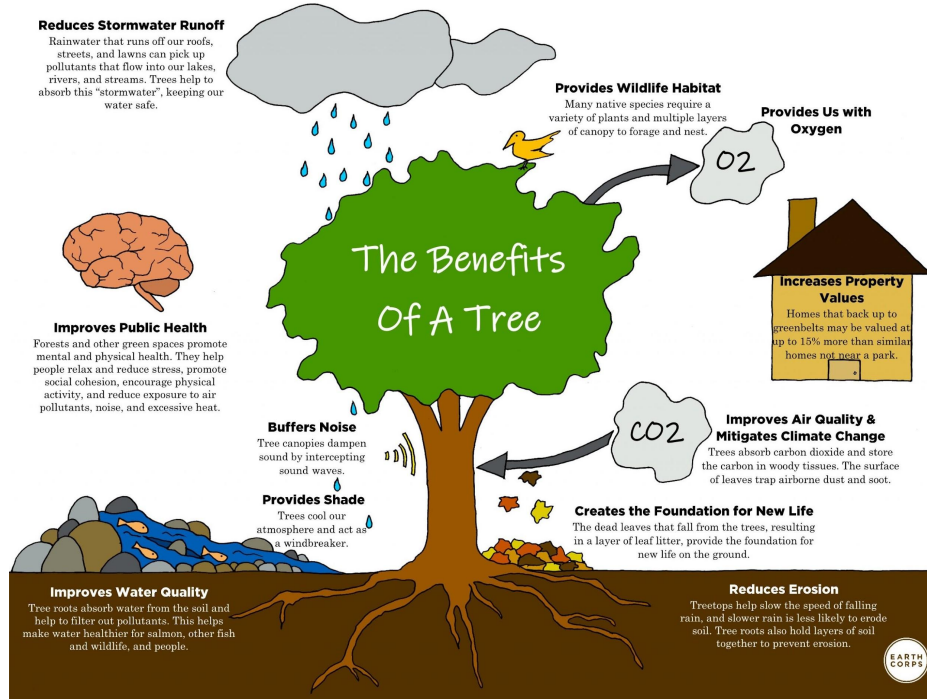 Reduces Stormwater Runoff
Rainwater that runs off our roofs,
streets, and lawns can pick up
pollutants that flow into our lakes,
rivers, and streams. Trees help to
absorb this “stormwater”, keeping our
water safe.
Provides Wildlife Habitat
Many native species require a
variety of plants and multiple layers
of canopy to forage and nest.
Provides Us with
Oxygen
O2
The Benefits
Of A Tree
Increases Property
Values
Homes that back up to
greenbelts may be valued at
up to 15% more than similar
homes not near a park.
Improves Public Health
Forests and other green spaces promote
mental and physical health. They help
people relax and reduce stress, promote
social cohesion, encourage physical
activity, and reduce exposure to air
pollutants, noise, and excessive heat.
Buffers Noise
Tree canopies dampen
sound by intercepting
sound waves.
CO2
Improves Air Quality &
Mitigates Climate Change
Trees absorb carbon dioxide and store
the carbon in woody tissues. The surface
of leaves trap airborne dust and soot.
Provides Shade
Trees cool our
atmosphere and act as
a windbreaker.
Creates the Foundation for New Life
The dead leaves that fall from the trees, resulting
in a layer of leaf litter, provide the foundation for
new life on the ground.
Improves Water Quality
Tree roots absorb water from the soil and
help to filter out pollutants. This helps
make water healthier for salmon, other fish
and wildlife, and people.
Reduces Erosion
Treetops help slow the speed of falling
rain, and slower rain is less likely to erode
soil. Tree roots also hold layers of soil
together to prevent erosion.
EARTH
CORPS